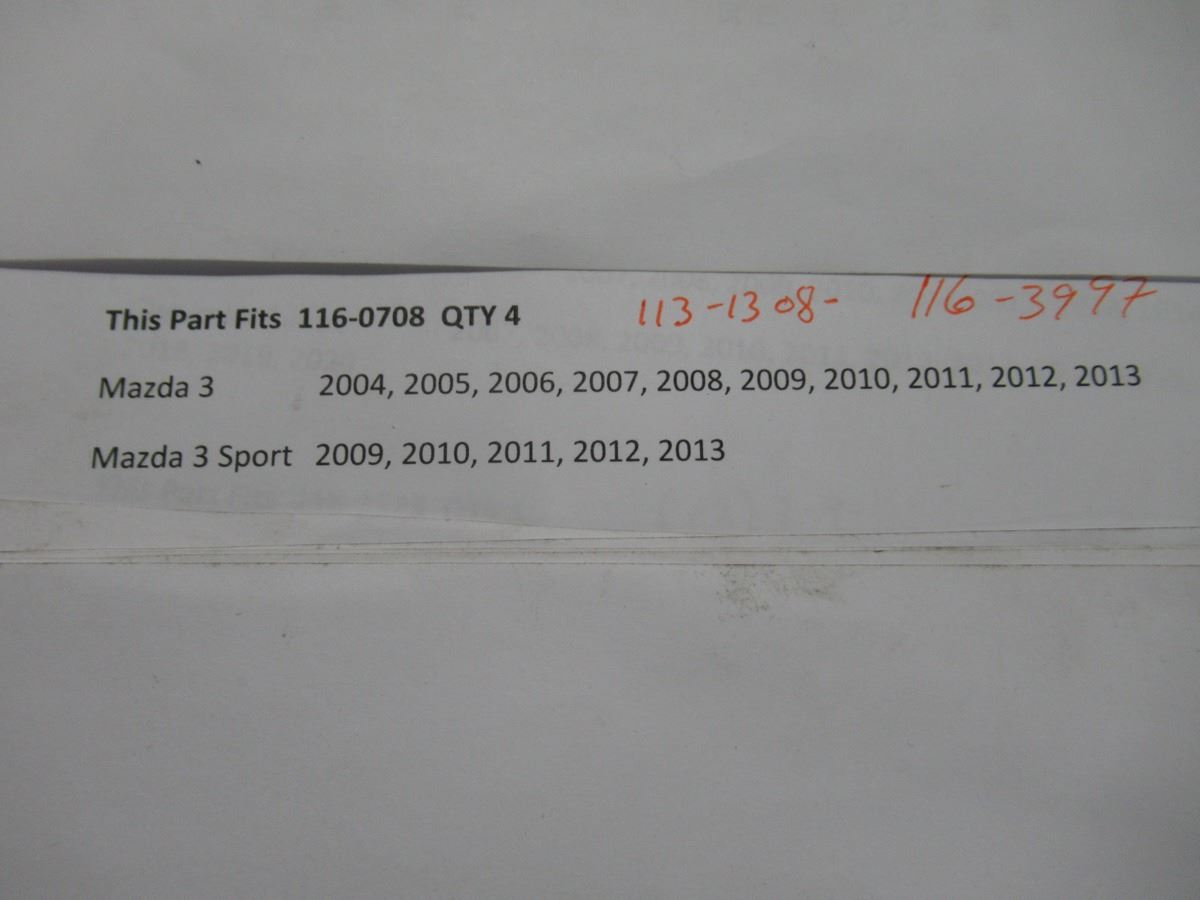 This Part Fits 116-0708 QTY 4 113-1308- 116-3997
Mazda 3 2004, 2005, 2006, 2007, 2008, 2009, 2010, 2011, 2012, 2013
Mazda 3 Sport 2009, 2010, 2011, 2012, 2013